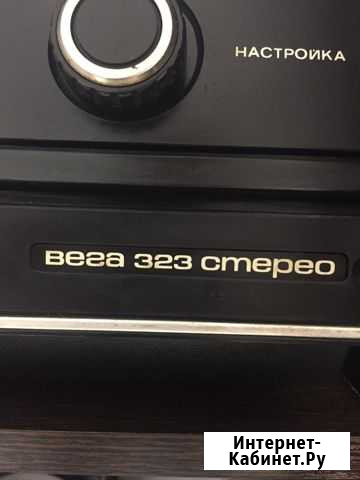 НАСТРОЙКА
вега 323 стерео
Интернет-
Кабинет.Ру